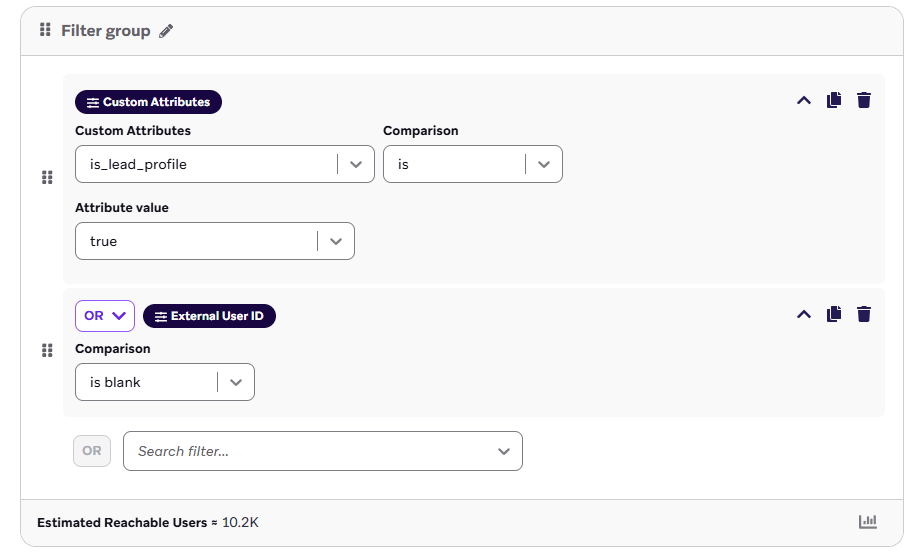 Filter group
Custom Attributes
Custom Attributes Comparison
is_lead_profile is
Attribute value
true
OR External User ID
Comparison
is blank
OR Search filter...
Estimated Reachable Users ≈ 10.2K